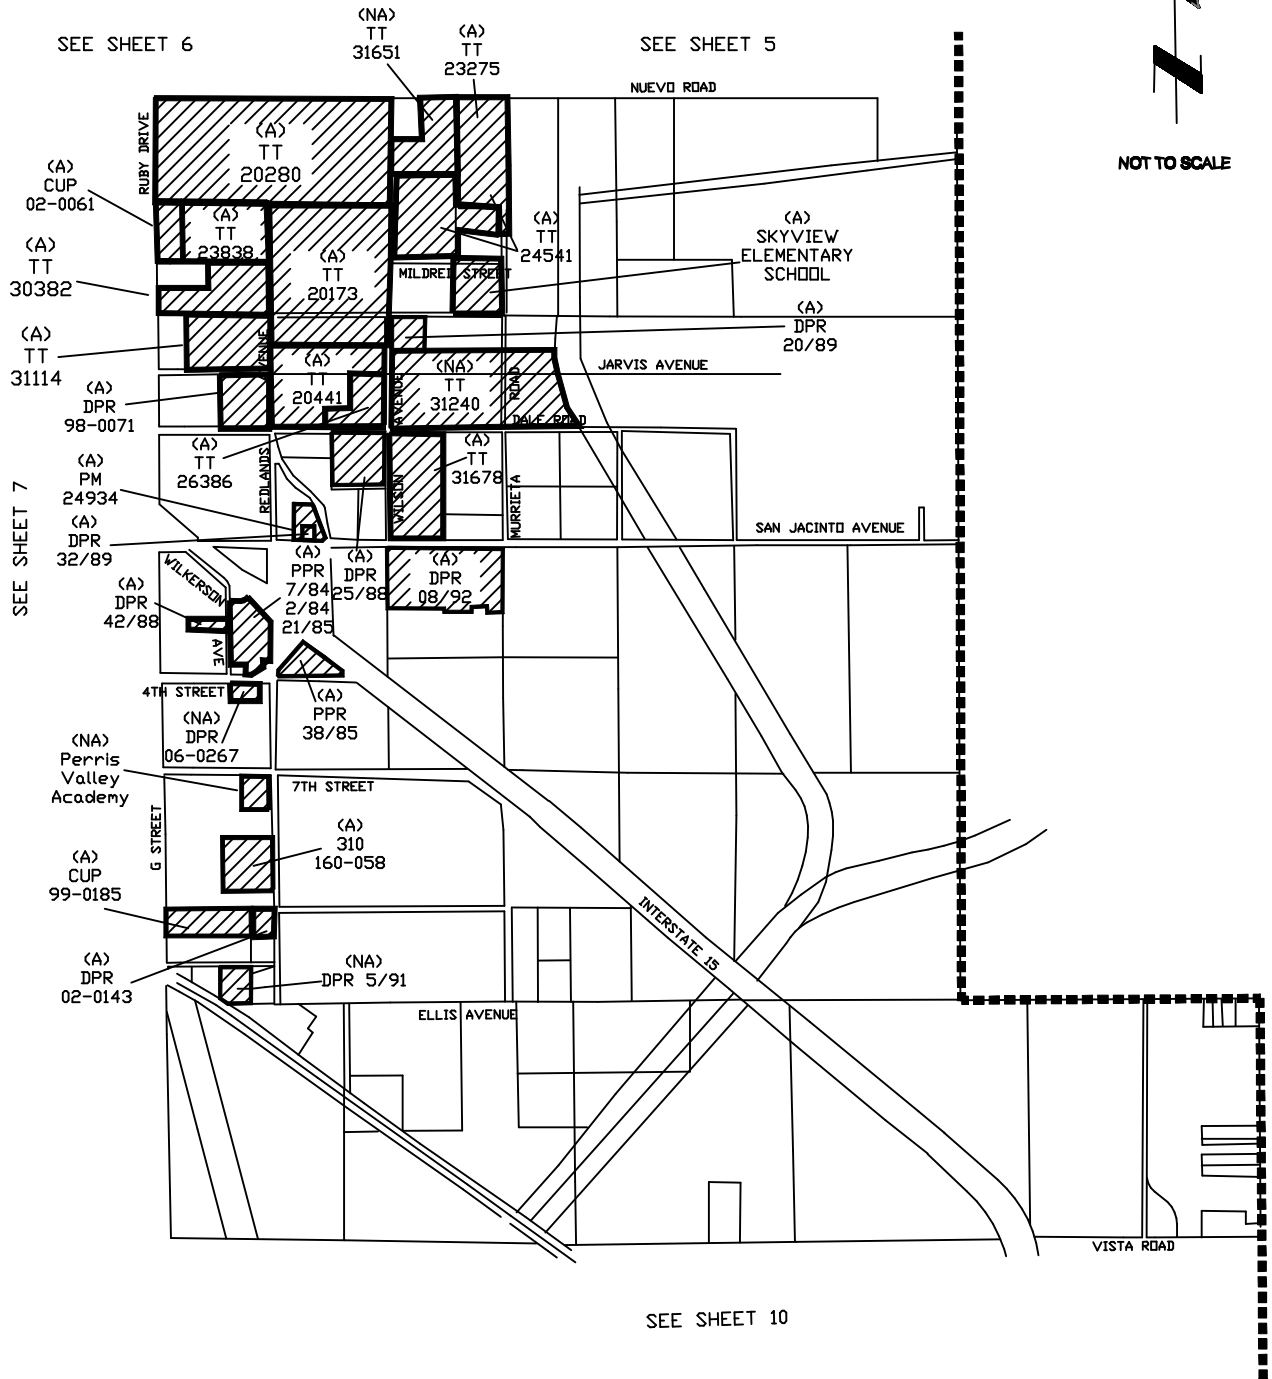 SEE SHEET 6
(NA)
TT
31651
(A)
TT
23275
SEE SHEET 5
NUEVO ROAD
NOT TO SCALE
RUBY DRIVE
(A)
TT
20280
(A)
CUP
02-0061
(A)
TT
23838
(A)
TT
24541
(A)
SKYVIEW
ELEMENTARY
SCHOOL
(A)
TT
30382
(A)
TT
20173
MILDRED STREET
(A)
DPR
20/89
(A)
TT
31114
(A)
TT
20441
(NA)
TT
31240
JARVIS AVENUE
AVENUE
ROAD
DALE ROAD
(A)
DPR
98-0071
(A)
TT
26386
(A)
TT
31678
REDLANDS
WILSON
MURRIETA
(A)
PM
24934
SAN JACINTO AVENUE
SEE SHEET 7
(A)
DPR
32/89
(A)
PPR
7/84
2/84
21/85
(A)
DPR
25/88
(A)
DPR
08/92
WILKERSON
AVE
(A)
DPR
42/88
4TH STREET
(NA)
DPR
06-0267
(A)
PPR
38/85
(NA)
Perris
Valley
Academy
7TH STREET
G STREET
(A)
310
160-058
(A)
CUP
99-0185
INTERSTATE 15
(A)
DPR
02-0143
(NA)
DPR 5/91
ELLIS AVENUE
VISTA ROAD
SEE SHEET 10